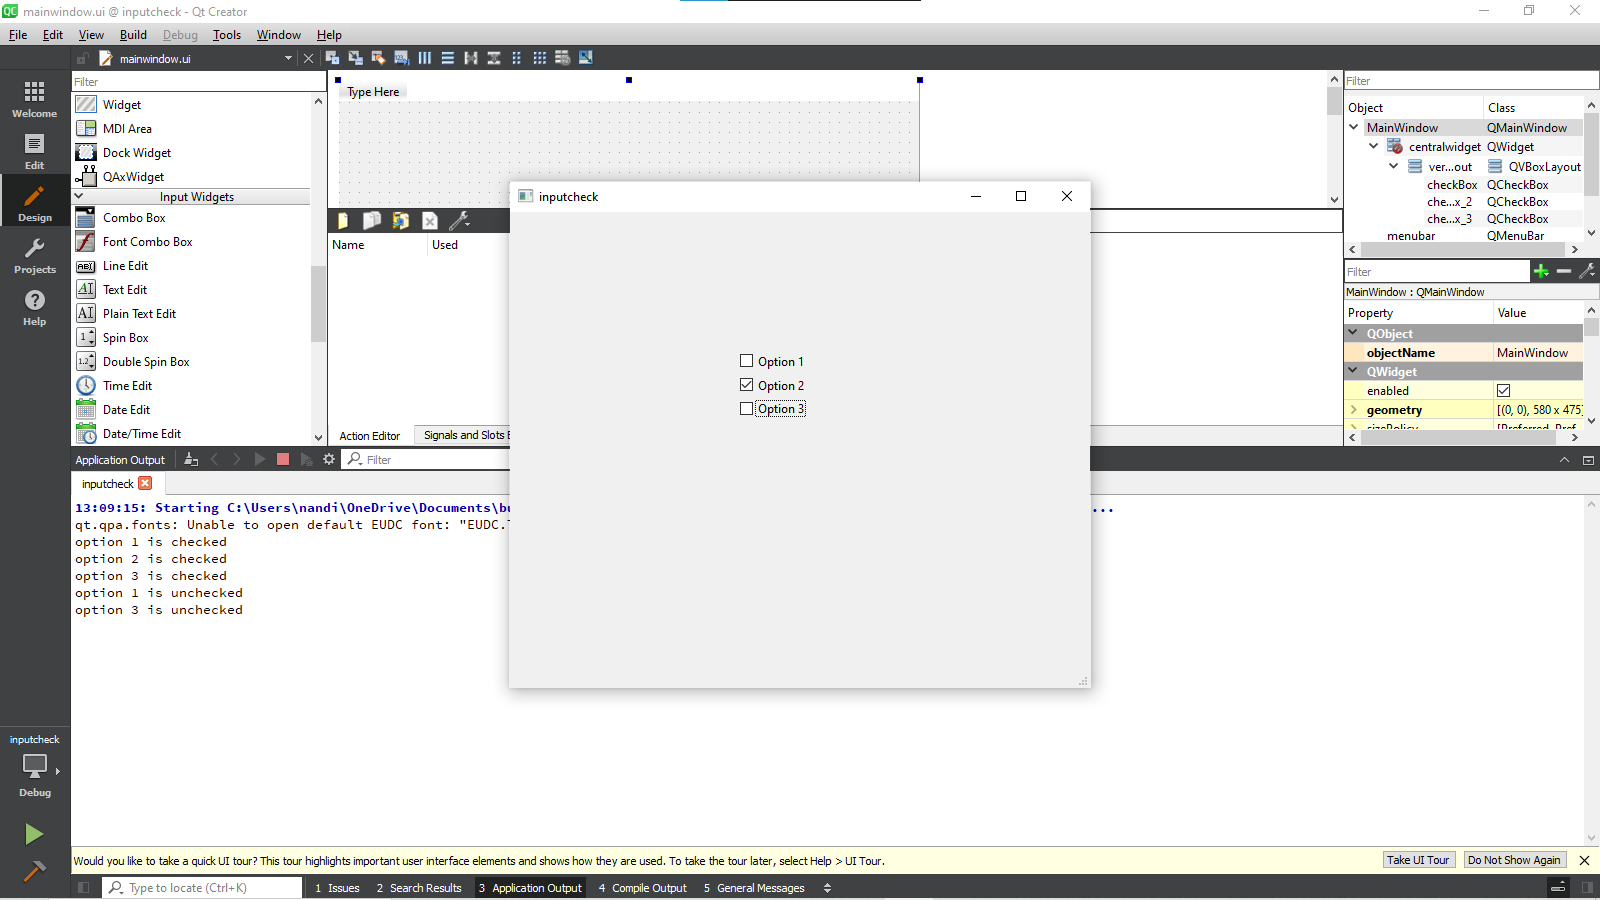 mainwindow.ui @ inputcheck - Qt Creator
File Edit View Build Debug Tools Window Help
mainwindow.ui
Welcome
Edit
Design
Projects
Help
Filter
Widget
MDI Area
Dock Widget
QAxWidget
Input Widgets
Combo Box
Font Combo Box
Line Edit
Text Edit
Plain Text Edit
Spin Box
Double Spin Box
Time Edit
Date Edit
Date/Time Edit
Type Here
Name Used
Action Editor Signals and Slots E
inputcheck
Option 1
Option 2
Option 3
Filter
Object Class
MainWindow QMainWindow
centralwidget QWidget
ver...out QVBoxLayout
checkBox QCheckBox
che...x_2 QCheckBox
che...x_3 QCheckBox
menubar QMenuBar
Filter
MainWindow : QMainWindow
Property Value
QObject
objectName MainWindow
QWidget
enabled
geometry [(0, 0), 580 x 475]
sizePolicy [Preferred, Pref
Application Output Filter
inputcheck
13:09:15: Starting C:\Users\nandi\OneDrive\Documents\bu ...
qt.qpa.fonts: Unable to open default EUDC font: "EUDC.T
option 1 is checked
option 2 is checked
option 3 is checked
option 1 is unchecked
option 3 is unchecked
inputcheck
Debug
Would you like to take a quick UI tour? This tour highlights important user interface elements and shows how they are used. To take the tour later, select Help > UI Tour. Take UI Tour Do Not Show Again
Type to locate (Ctrl+K) 1 Issues 2 Search Results 3 Application Output 4 Compile Output 5 General Messages